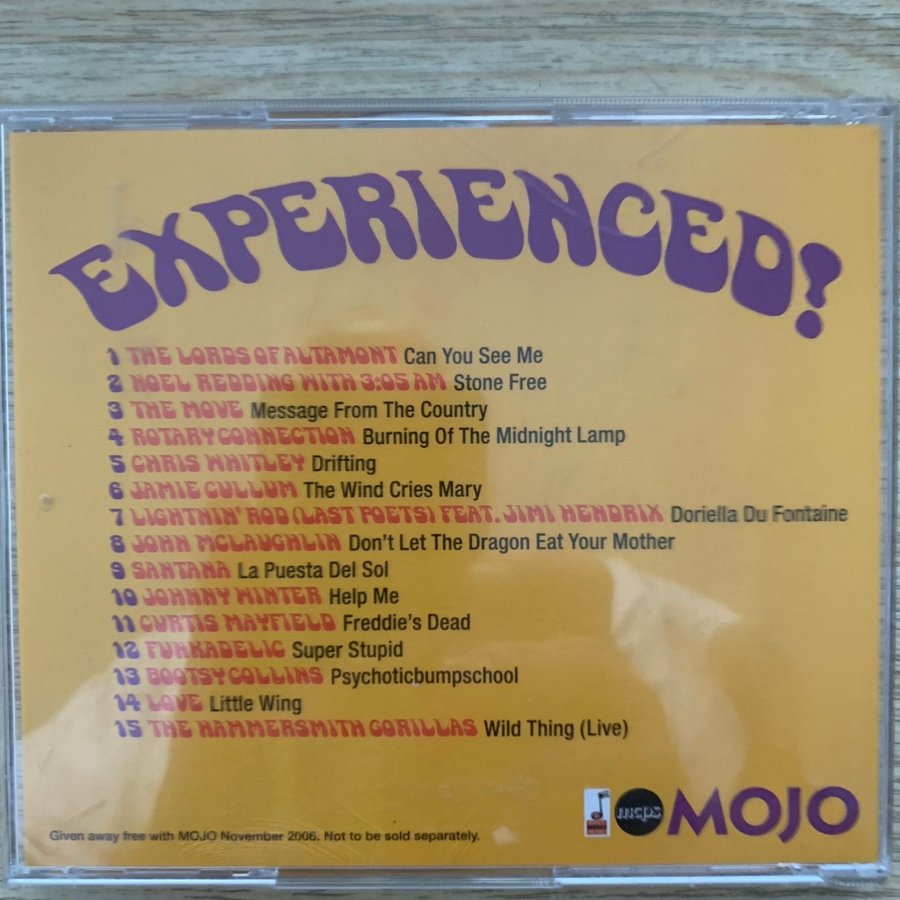 EXPERIENCED!
1 THE LORDS OF ALTAMONT Can You See Me
2 NOEL REDDING WITH 3:05 AM Stone Free
3 THE MOVE Message From The Country
4 ROTARY CONNECTION Burning Of The Midnight Lamp
5 CHRIS WHITLEY Drifting
6 JAMIE CULLUM The Wind Cries Mary
7 LIGHTNIN' ROD (LAST POETS) FEAT. JIMI HENDRIX Doriella Du Fontaine
8 JOHN MCLAUGHLIN Don't Let The Dragon Eat Your Mother
9 SANTANA La Puesta Del Sol
10 JOHNNY WINTER Help Me
11 CURTIS MAYFIELD Freddie's Dead
12 FUNKADELIC Super Stupid
13 BOOTSY COLLINS Psychoticbumpschool
14 LOVE Little Wing
15 THE HAMMERSMITH GORILLAS Wild Thing (Live)
mcps MOJO
Given away free with MOJO November 2006. Not to be sold separately.